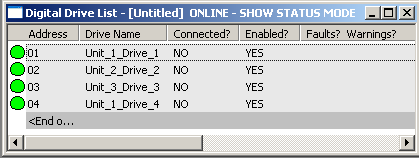 Digital Drive List - [Untitled] ONLINE - SHOW STATUS MODE
Address Drive Name Connected? Enabled? Faults? Warnings?
01 Unit_1_Drive_1 NO YES
02 Unit_2_Drive_2 NO YES
03 Unit_3_Drive_3 NO YES
04 Unit_1_Drive_4 NO YES
<End o...